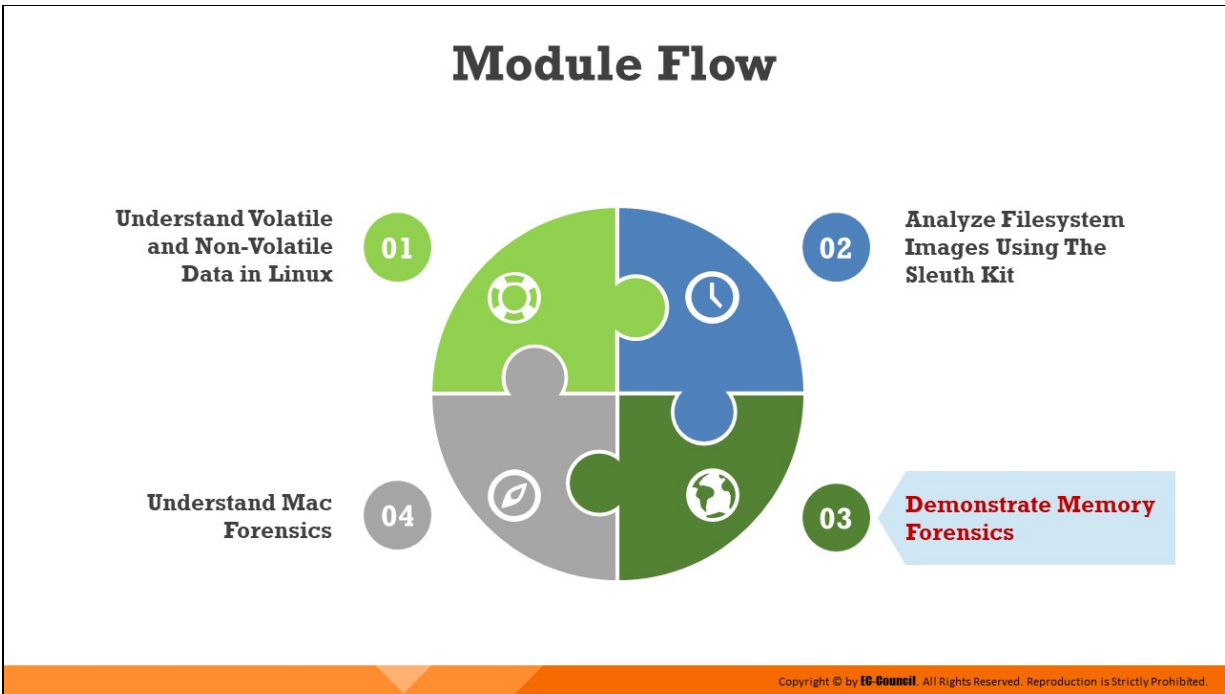 Module Flow
Understand Volatile
and Non-Volatile
Data in Linux
01
02
Analyze Filesystem
Images Using The
Sleuth Kit
Understand Mac
Forensics
04
03
Demonstrate Memory
Forensics
Copyright © by EC-Council. All Rights Reserved. Reproduction is Strictly Prohibited.